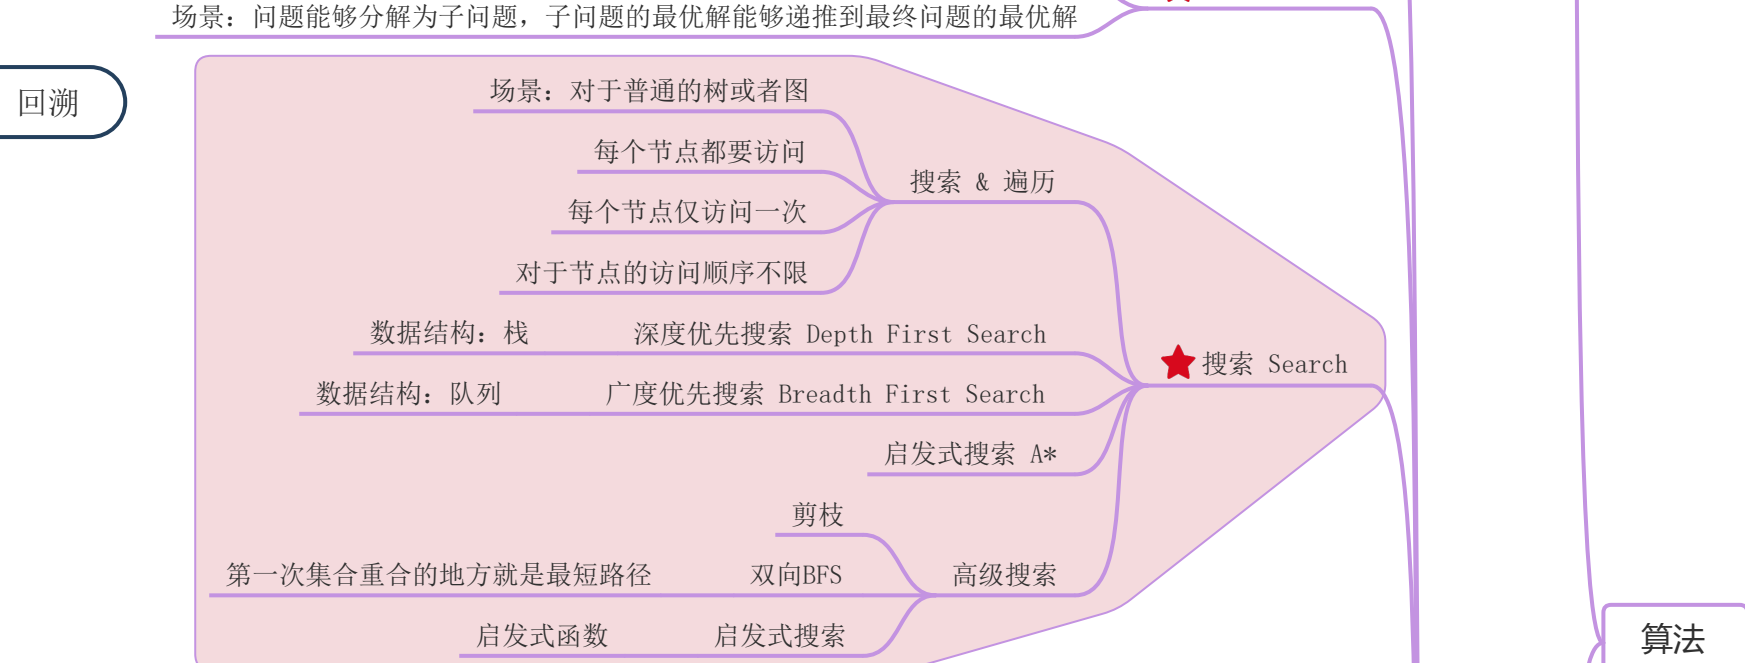 场景：问题能够分解为子问题，子问题的最优解能够递推到最终问题的最优解
回溯
场景：对于普通的树或者图
每个节点都要访问
每个节点仅访问一次
对于节点的访问顺序不限
搜索 & 遍历
数据结构：栈
深度优先搜索 Depth First Search
数据结构：队列
广度优先搜索 Breadth First Search
搜索 Search
启发式搜索 A*
剪枝
第一次集合重合的地方就是最短路径
双向BFS
高级搜索
启发式函数
启发式搜索
算法